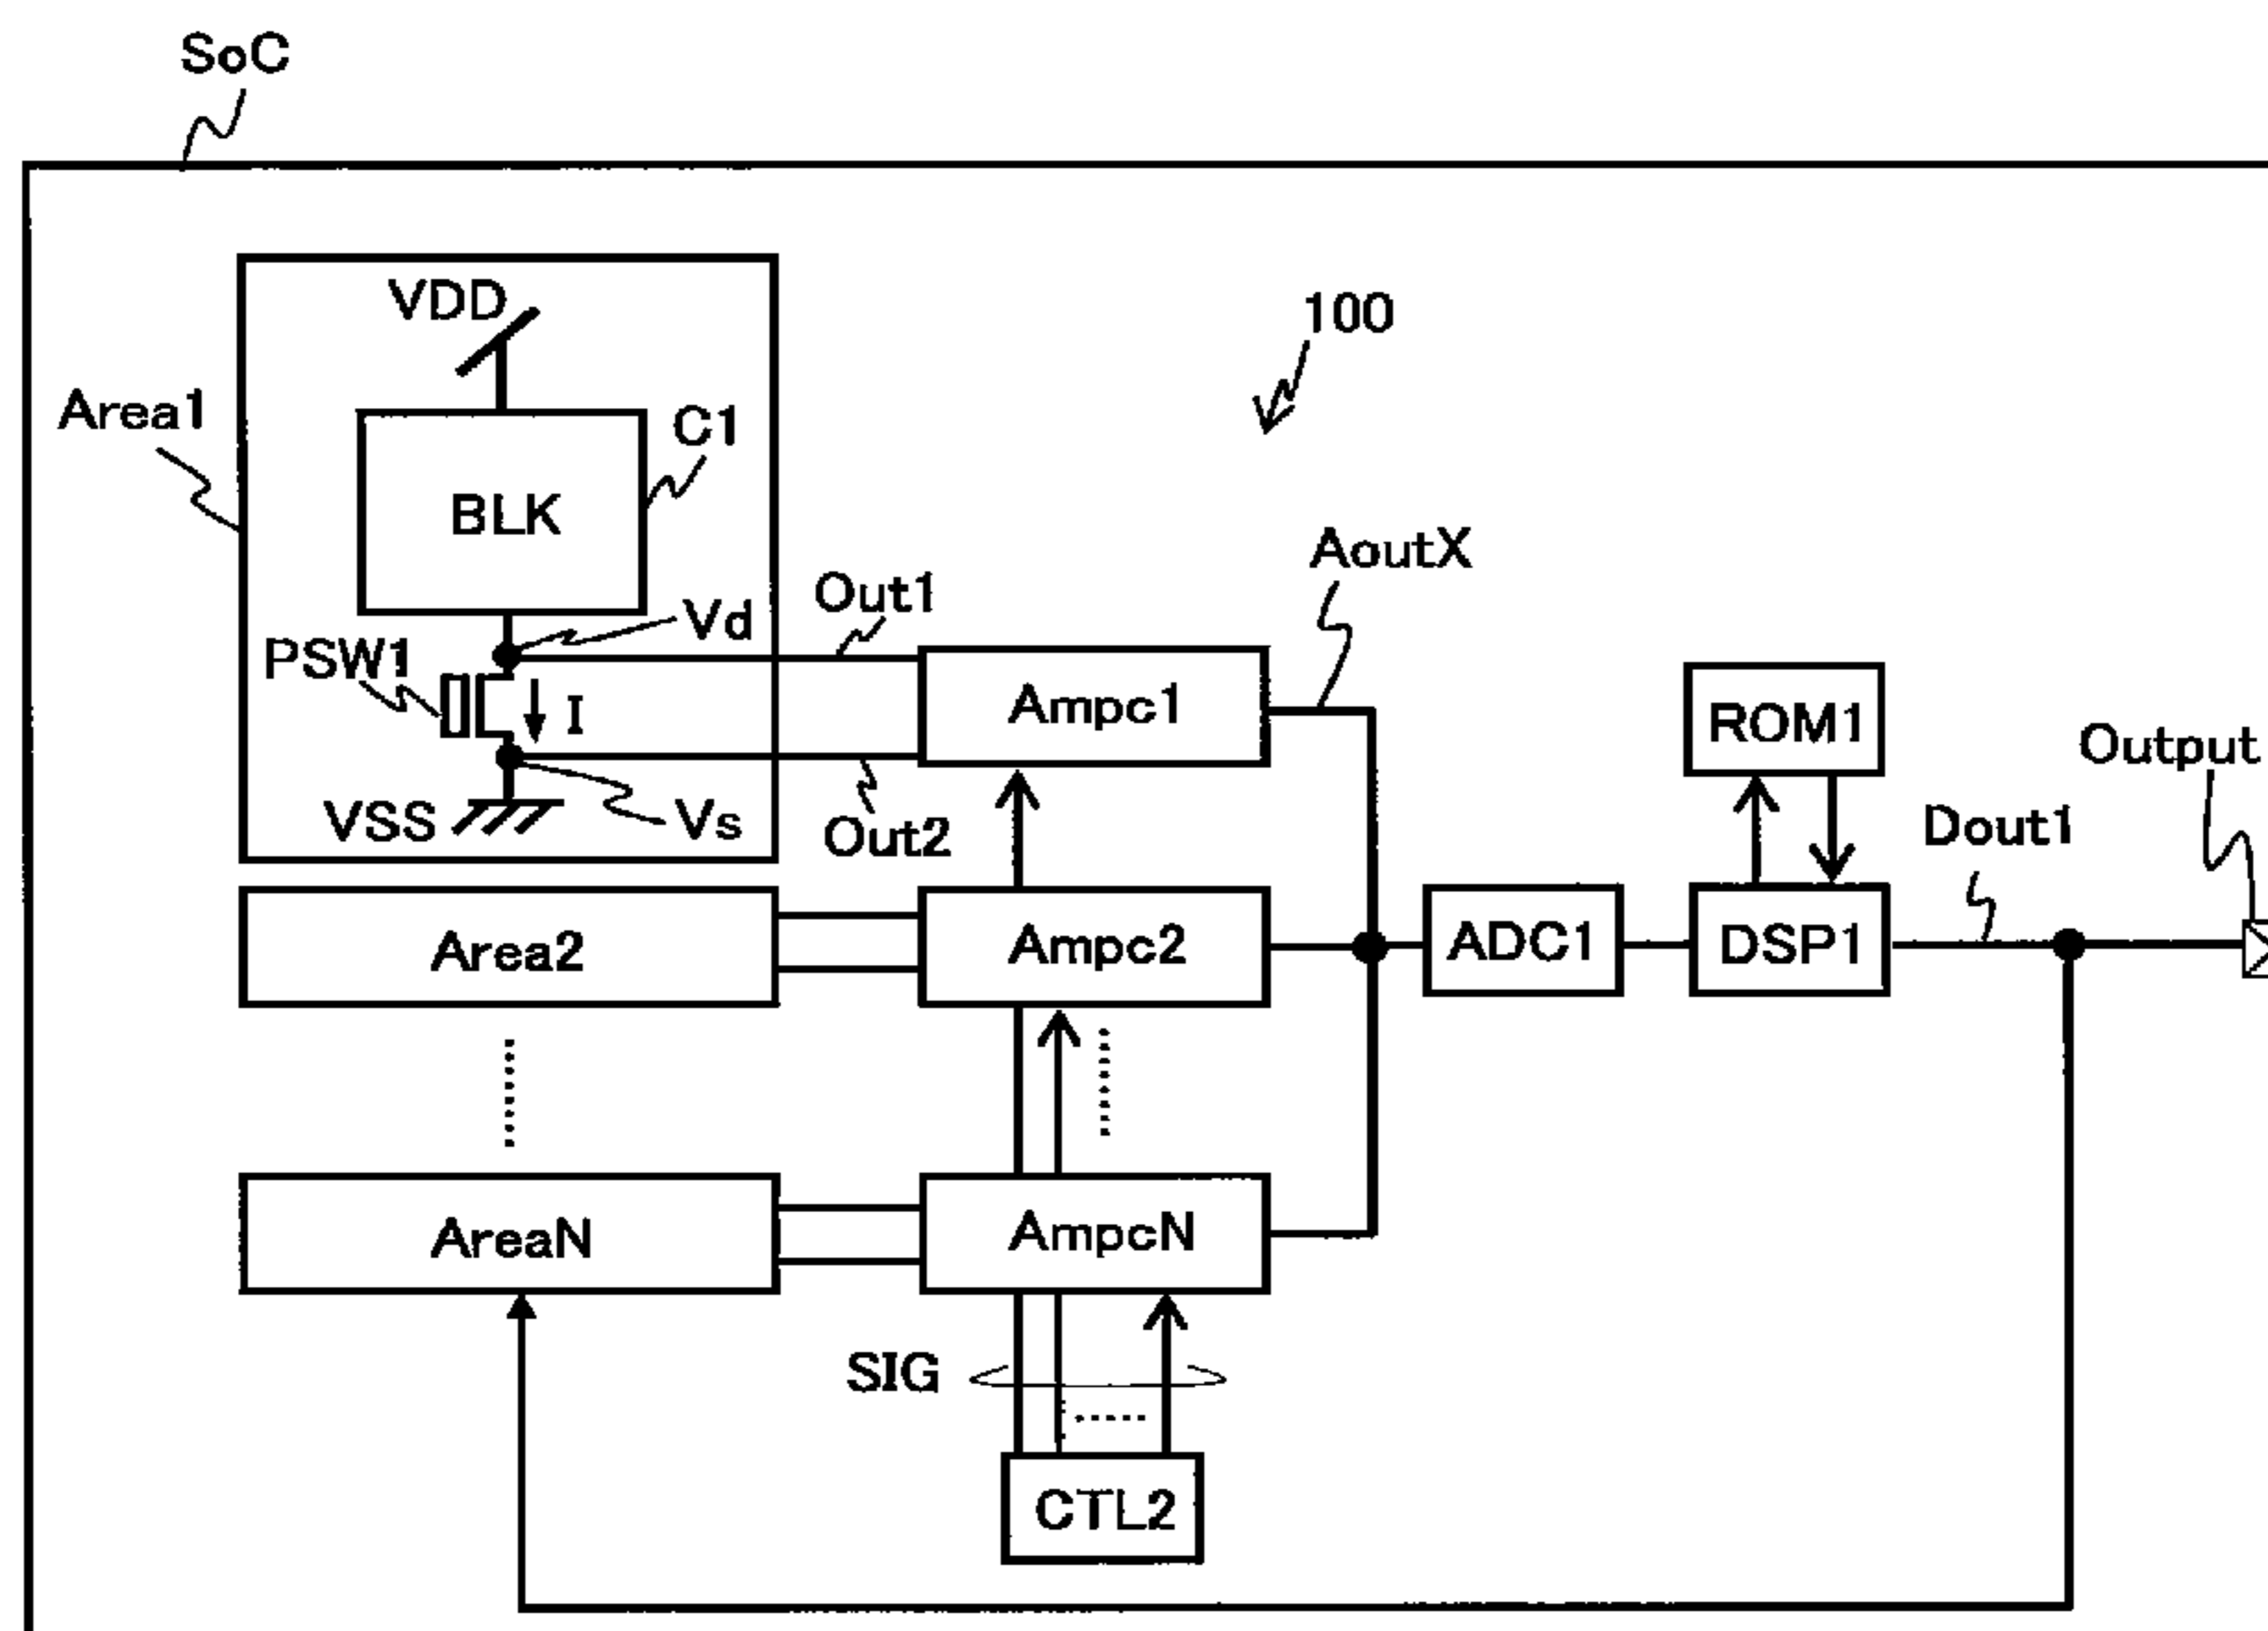 SoC
VDD
100
Area1
C1
BLK
AoutX
Out1
Vd
PSW1
I
Ampc1
ROM1
Output
VSS
Vs
Out2
Dout1
Area2
Ampc2
ADC1
DSP1
AreaN
AmpcN
SIG
CTL2